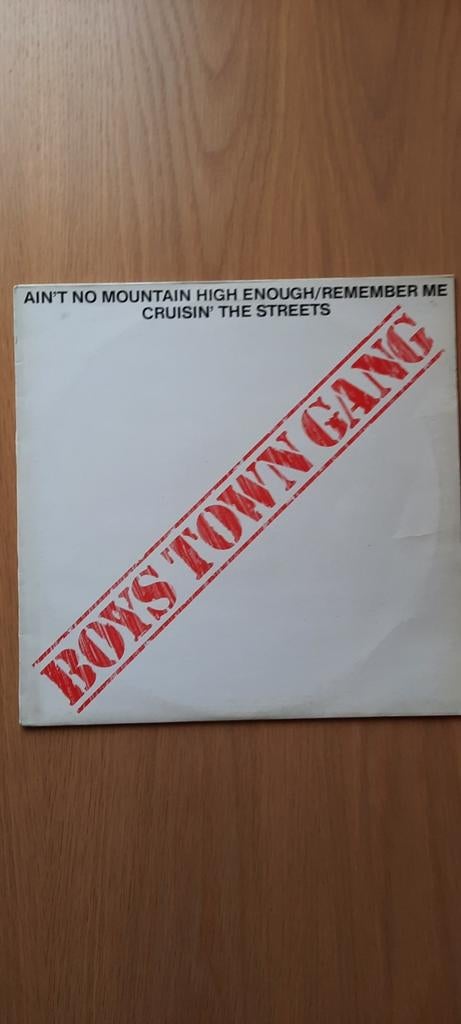 AIN'T NO MOUNTAIN HIGH ENOUGH/REMEMBER ME
CRUISIN' THE STREETS
BOYS TOWN GANG